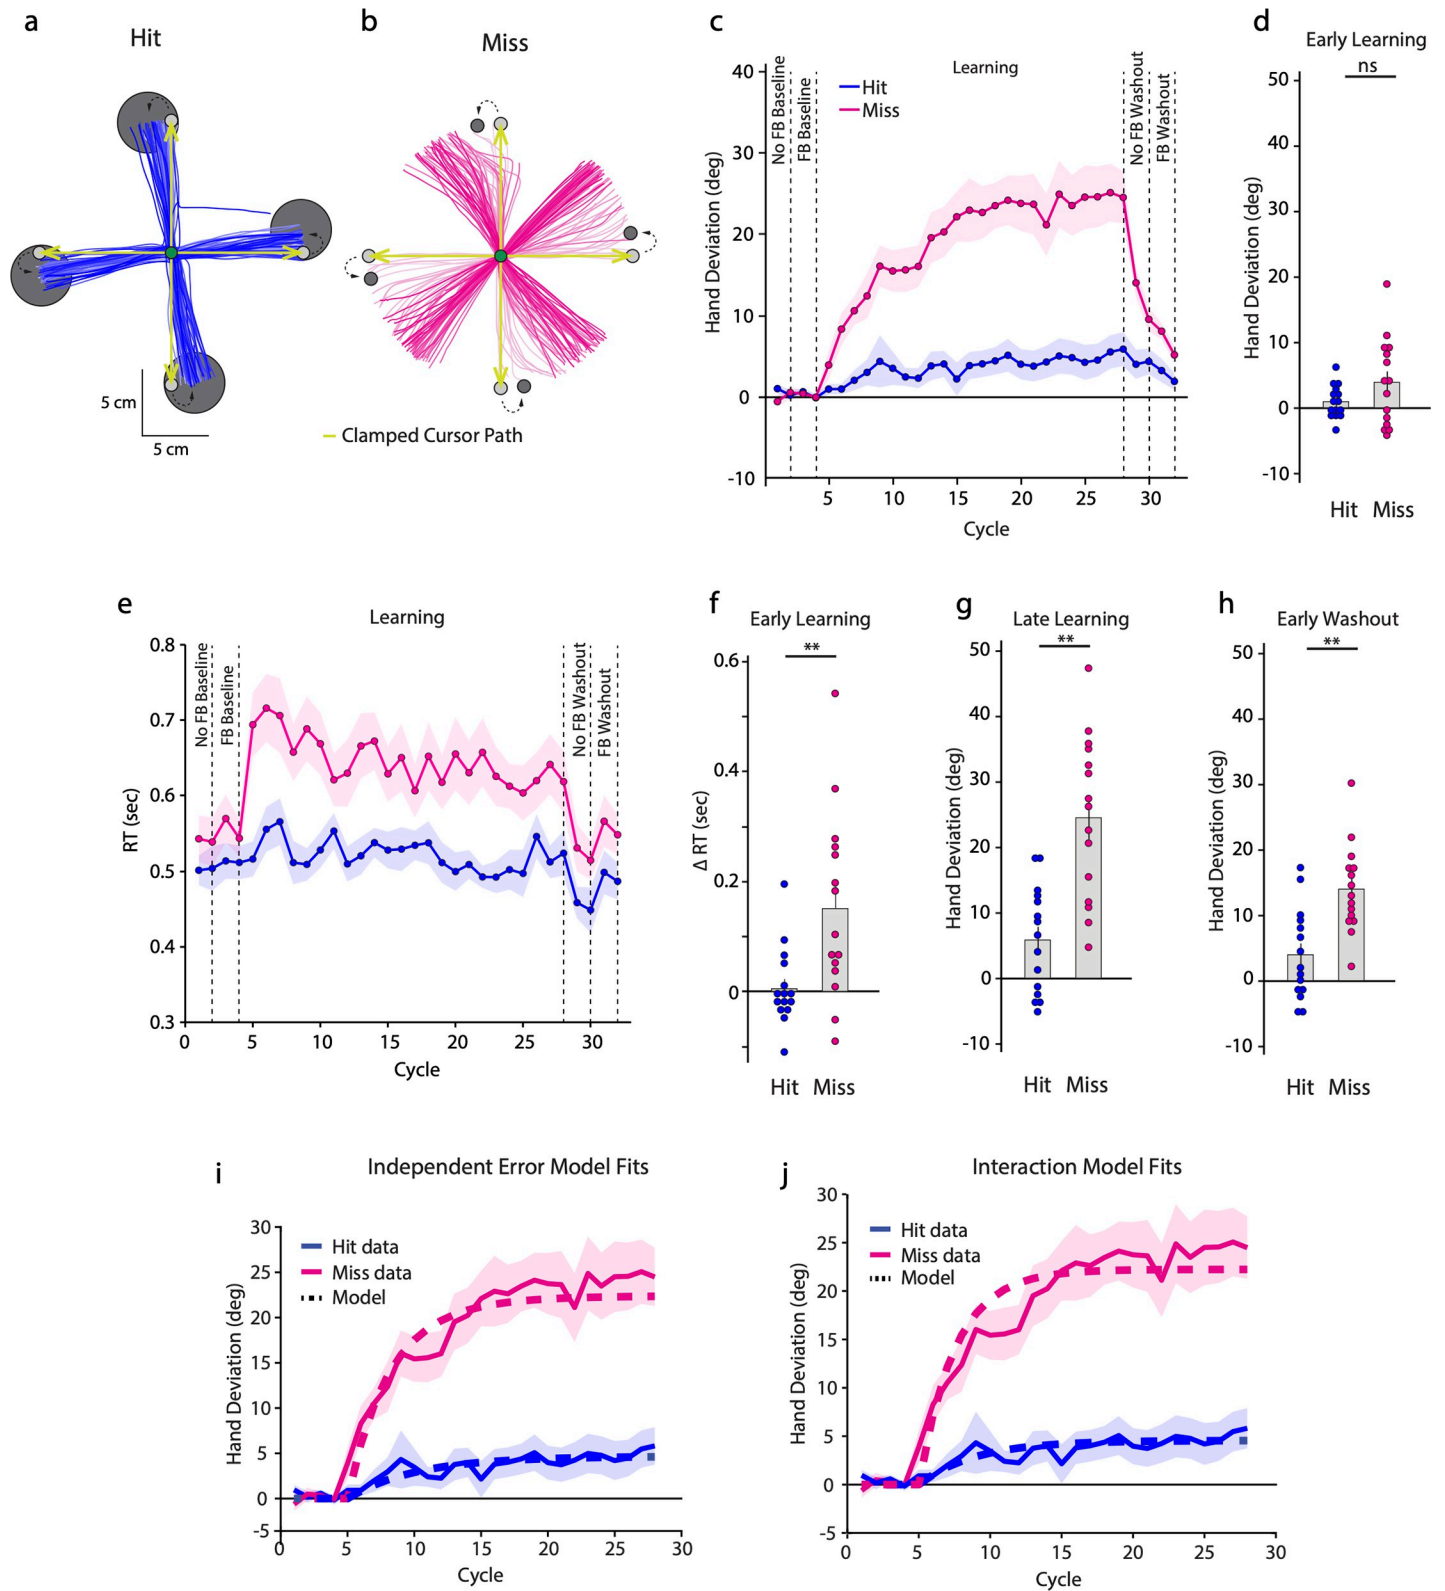 a
Hit
5 cm
5 cm
b
Miss
Clamped Cursor Path
c
Learning
No FB Baseline
FB Baseline
No FB Washout
FB Washout
Hit
Miss
Hand Deviation (deg)
40
30
20
10
0
-10
5
10
15
20
25
30
Cycle
d
Early Learning
ns
Hand Deviation (deg)
50
40
30
20
10
0
-10
Hit
Miss
e
Learning
No FB Baseline
FB Baseline
No FB Washout
FB Washout
RT (sec)
0.8
0.7
0.6
0.5
0.4
0.3
0
5
10
15
20
25
30
Cycle
f
Early Learning
**
Δ RT (sec)
0.6
0.4
0.2
0
Hit
Miss
g
Late Learning
**
Hand Deviation (deg)
50
40
30
20
10
0
-10
Hit
Miss
h
Early Washout
**
Hand Deviation (deg)
50
40
30
20
10
0
-10
Hit
Miss
i
Independent Error Model Fits
Hit data
Miss data
Model
Hand Deviation (deg)
30
25
20
15
10
5
0
-5
0
5
10
15
20
25
30
Cycle
j
Interaction Model Fits
Hit data
Miss data
Model
Hand Deviation (deg)
30
25
20
15
10
5
0
-5
0
5
10
15
20
25
30
Cycle